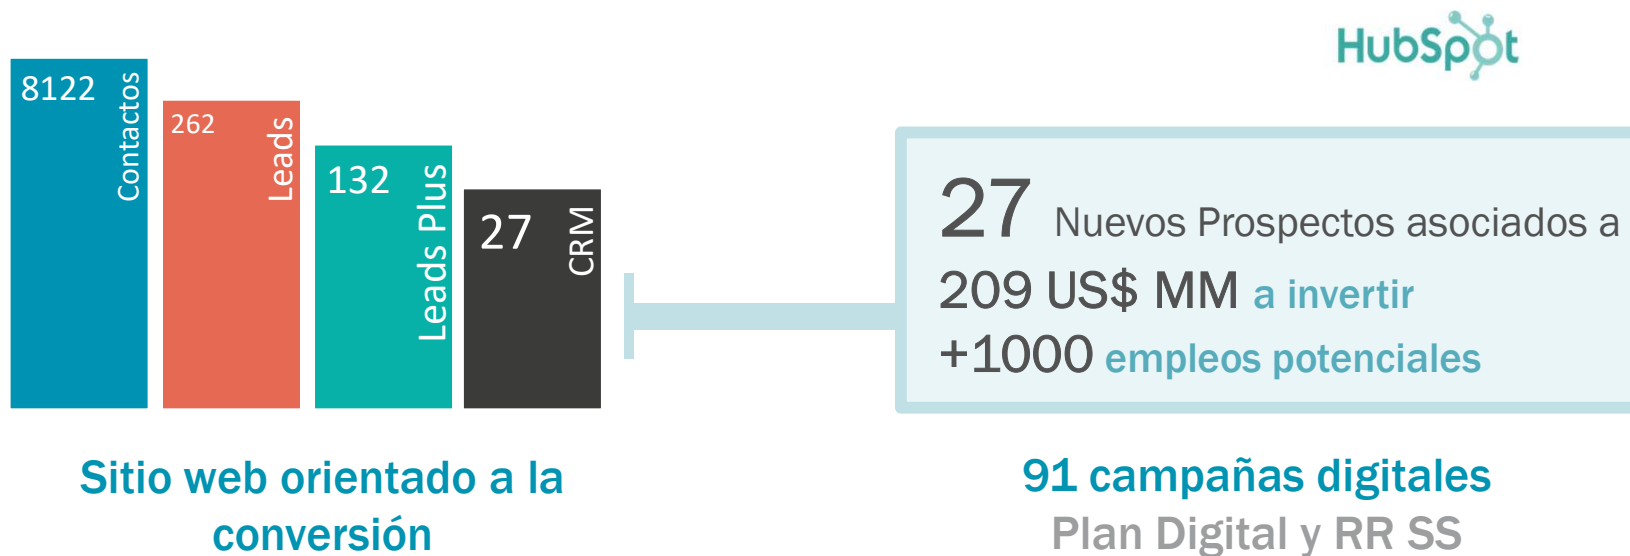 HubSpot
8122
Contactos
262
Leads
132
Leads Plus
27
CRM
27 Nuevos Prospectos asociados a
209 US$ MM a invertir
+1000 empleos potenciales
Sitio web orientado a la
conversión
91 campañas digitales
Plan Digital y RR SS